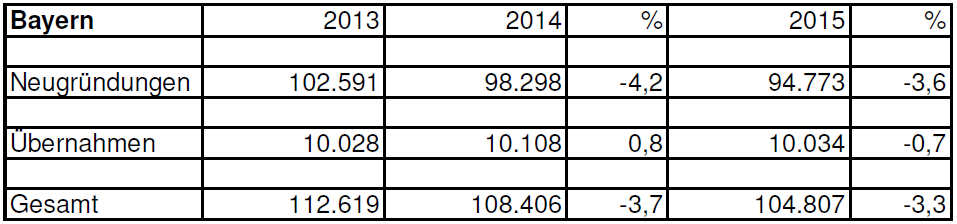 Bayern 2013 2014 % 2015 %
Neugründungen 102.591 98.298 -4,2 94.773 -3,6
Übernahmen 10.028 10.108 0,8 10.034 -0,7
Gesamt 112.619 108.406 -3,7 104.807 -3,3